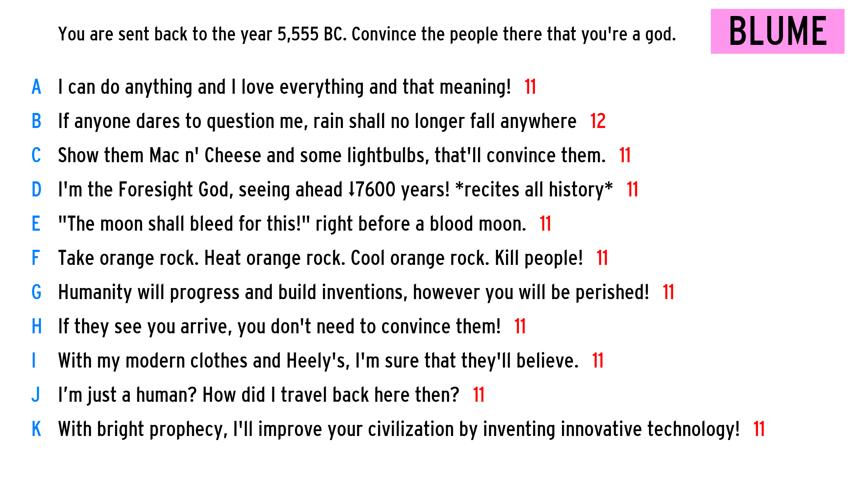 You are sent back to the year 5,555 BC. Convince the people there that you're a god.
BLUME
A I can do anything and I love everything and that meaning! 11
B If anyone dares to question me, rain shall no longer fall anywhere 12
C Show them Mac n' Cheese and some lightbulbs, that'll convince them. 11
D I'm the Foresight God, seeing ahead ↓7600 years! *recites all history* 11
E "The moon shall bleed for this!" right before a blood moon. 11
F Take orange rock. Heat orange rock. Cool orange rock. Kill people! 11
G Humanity will progress and build inventions, however you will be perished! 11
H If they see you arrive, you don't need to convince them! 11
I With my modern clothes and Heely's, I'm sure that they'll believe. 11
J I’m just a human? How did I travel back here then? 11
K With bright prophecy, I'll improve your civilization by inventing innovative technology! 11